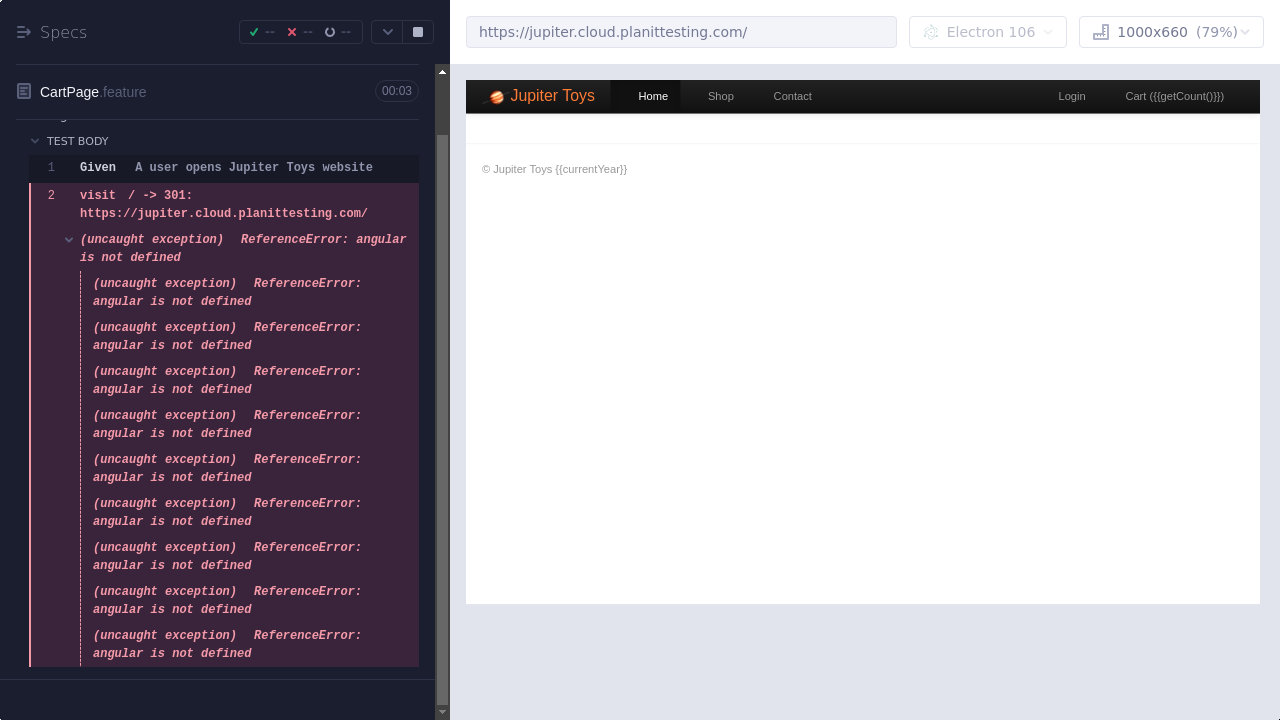 Specs
--
--
--
https://jupiter.cloud.planittesting.com/
Electron 106
1000x660 (79%)
CartPage.feature
00:03
TEST BODY
1 Given A user opens Jupiter Toys website
2 visit / -> 301:
https://jupiter.cloud.planittesting.com/
(uncaught exception) ReferenceError: angular
is not defined
(uncaught exception) ReferenceError:
angular is not defined
(uncaught exception) ReferenceError:
angular is not defined
(uncaught exception) ReferenceError:
angular is not defined
(uncaught exception) ReferenceError:
angular is not defined
(uncaught exception) ReferenceError:
angular is not defined
(uncaught exception) ReferenceError:
angular is not defined
(uncaught exception) ReferenceError:
angular is not defined
(uncaught exception) ReferenceError:
angular is not defined
(uncaught exception) ReferenceError:
angular is not defined
Jupiter Toys
Home
Shop
Contact
Login
Cart ({{getCount()}})
© Jupiter Toys {{currentYear}}